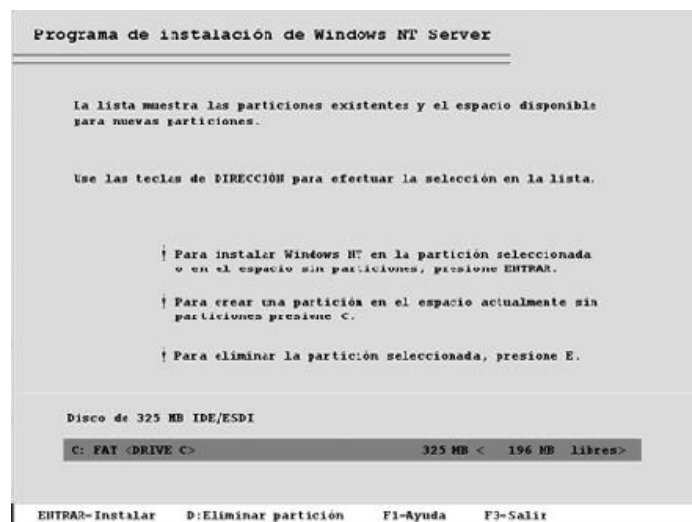 Programa de instalación de Windows NT Server
La lista muestra las particiones existentes y el espacio disponible
para nuevas particiones.
Use las teclas de DIRECCIÓN para efectuar la selección en la lista.
Para instalar Windows NT en la partición seleccionada
o en el espacio sin particiones, presione ENTRAR.
Para crear una partición en el espacio actualmente sin
particiones presione C.
Para eliminar la partición seleccionada, presione E.
Disco de 325 MB IDE/ESDI
C: FAT <DRIVE C> 325 MB < 196 MB libres>
ENTRAR=Instalar D:Eliminar partición F1=Ayuda F3=Salir